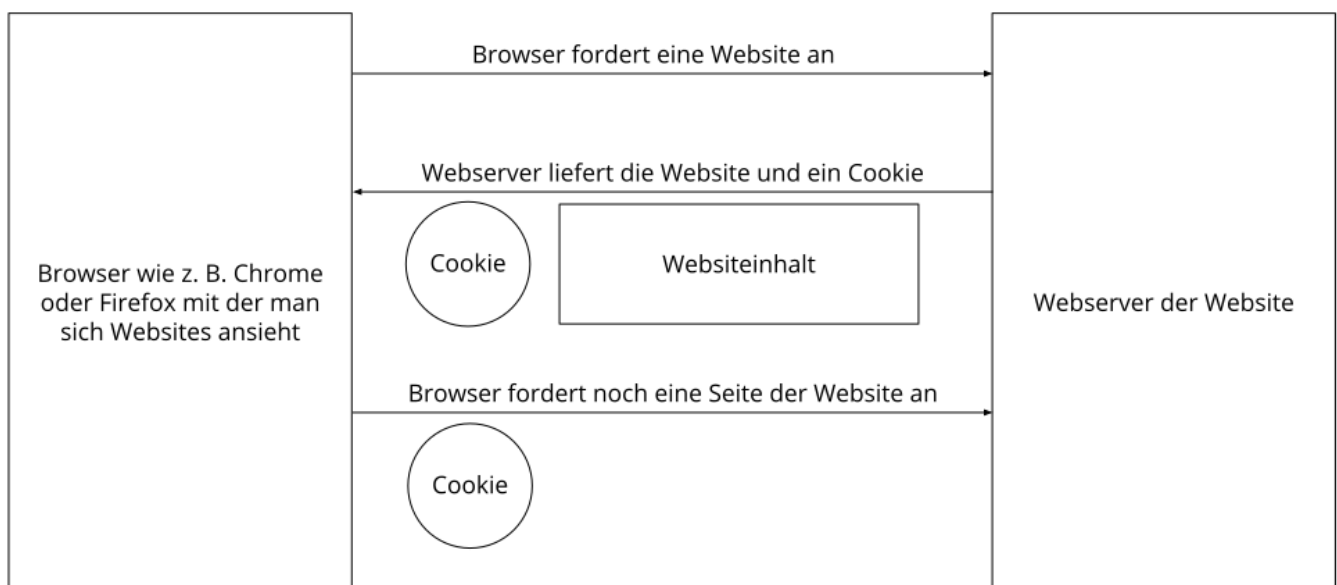 Browser fordert eine Website an
Webserver liefert die Website und ein Cookie
Cookie
Websiteinhalt
Browser wie z. B. Chrome
oder Firefox mit der man
sich Websites ansieht
Webserver der Website
Browser fordert noch eine Seite der Website an
Cookie